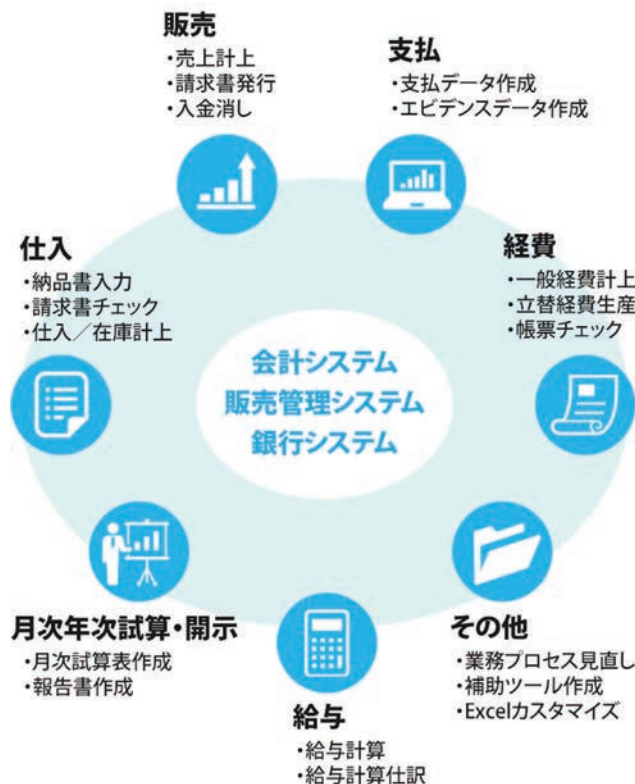 販売
・売上計上
・請求書発行
・入金消し
支払
・支払データ作成
・エビデンスデータ作成
仕入
・納品書入力
・請求書チェック
・仕入／在庫計上
経費
・一般経費計上
・立替経費生産
・帳票チェック
会計システム
販売管理システム
銀行システム
月次年次試算・開示
・月次試算表作成
・報告書作成
給与
・給与計算
・給与計算仕訳
その他
・業務プロセス見直し
・補助ツール作成
・Excelカスタマイズ